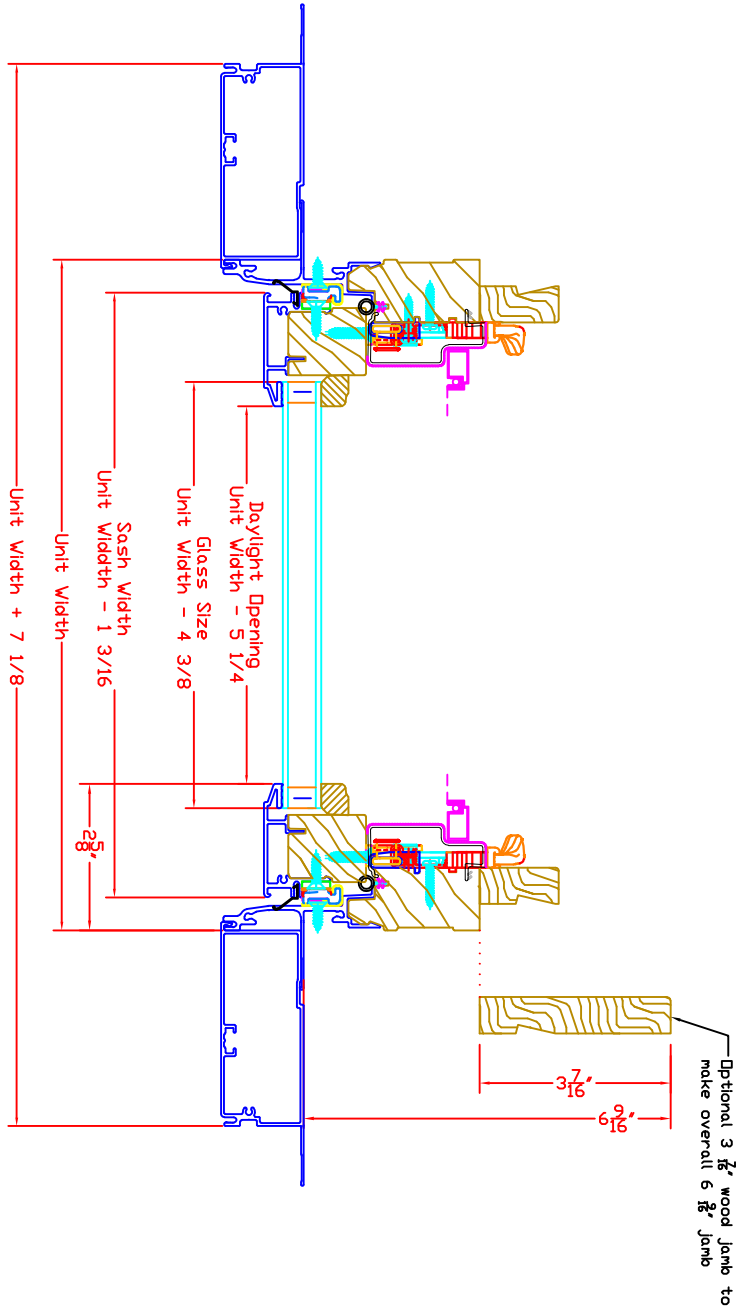 Optional 3 7/16" wood jamb to
make overall 6 9/16" jamb
3 7/16"
6 9/16"
Daylight Opening
Unit Width - 5 1/4
Glass Size
Unit Width - 4 3/8
2 5/8"
Sash Width
Unit Widdth - 1 3/16
Unit Width
Unit Width + 7 1/8